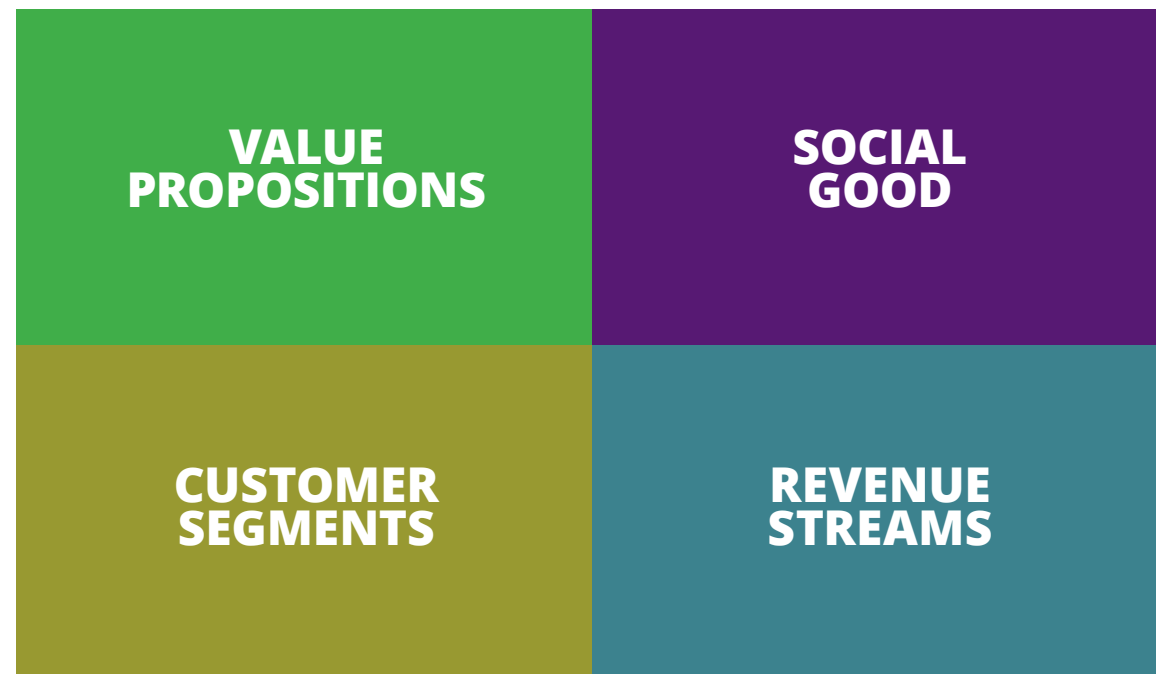 VALUE
PROPOSITIONS
SOCIAL
GOOD
CUSTOMER
SEGMENTS
REVENUE
STREAMS